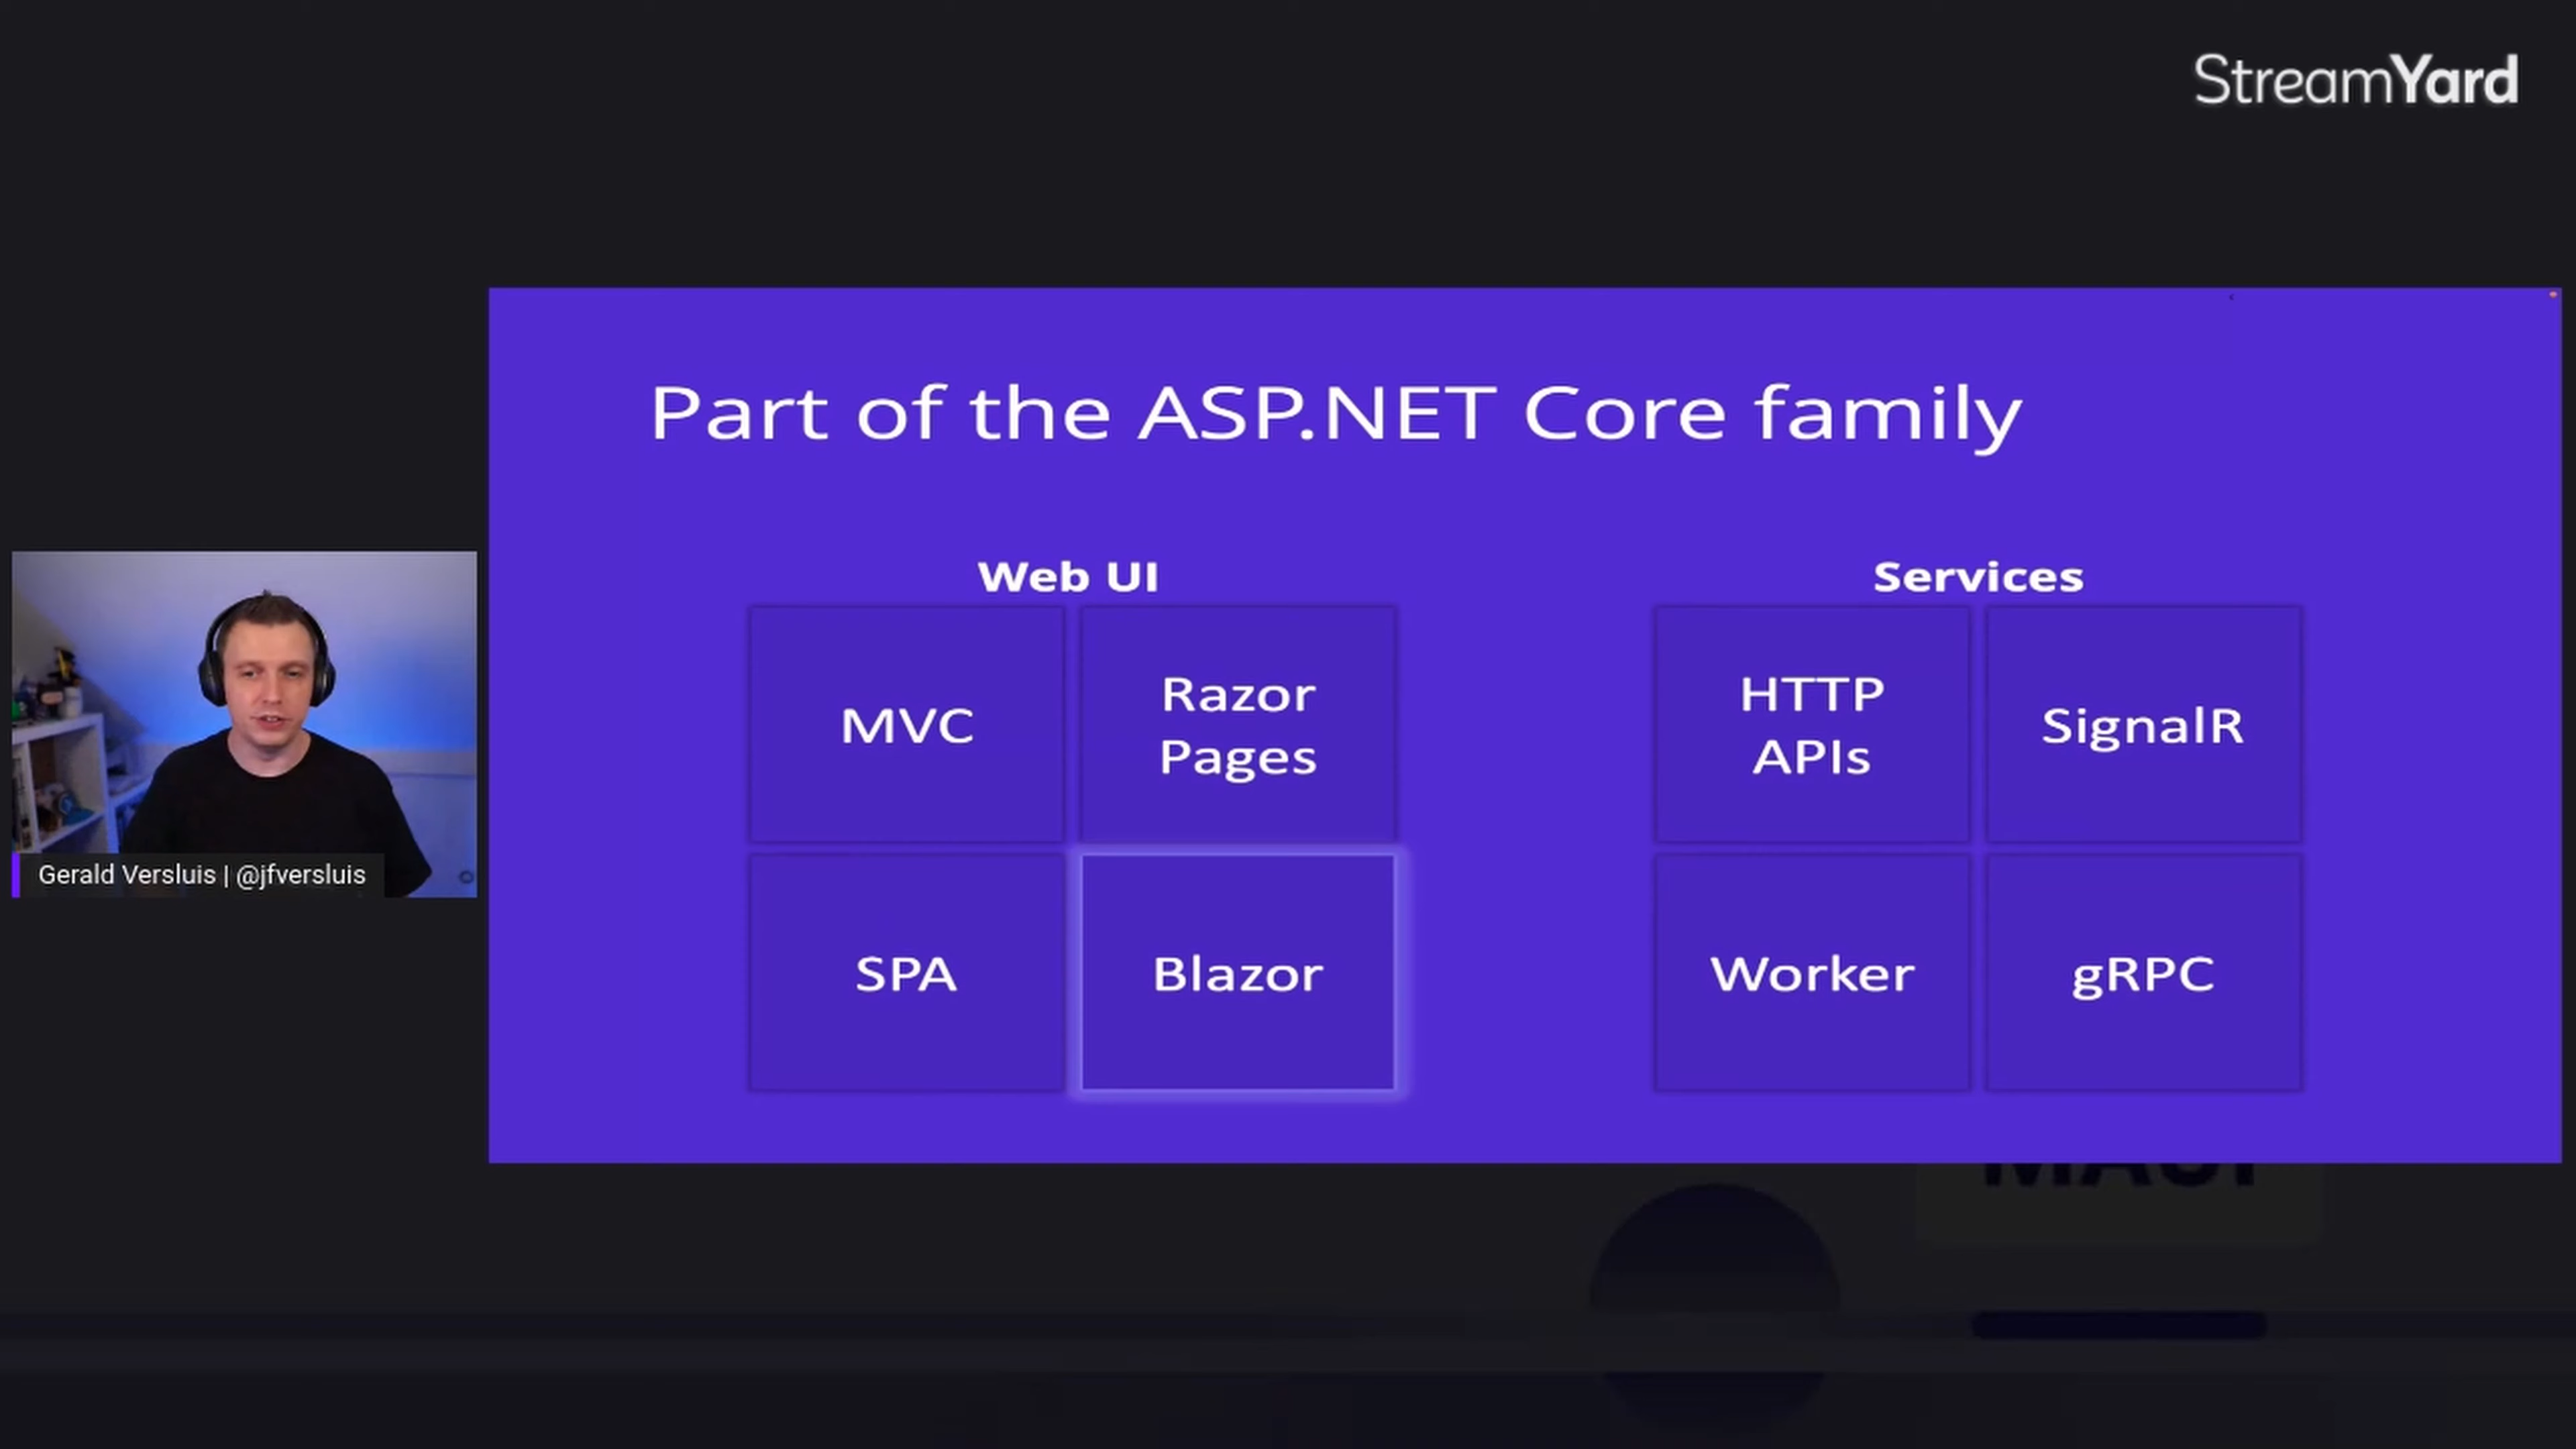 StreamYard
Part of the ASP.NET Core family
Web UI
Services
MVC
Razor
Pages
HTTP
APIs
SignalR
SPA
Blazor
Worker
gRPC
Gerald Versluis | @jfversluis
MAUI